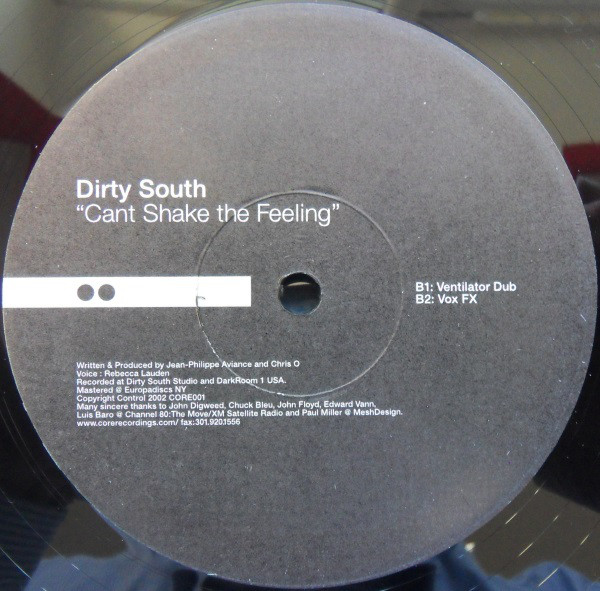 Dirty South
“Cant Shake the Feeling”
B1: Ventilator Dub
B2: Vox FX
Written & Produced by Jean-Philippe Aviance and Chris O
Voice : Rebecca Lauden
Recorded at Dirty South Studio and DarkRoom 1 USA.
Mastered @ Europadiscs NY
Copyright Control 2002 CORE001
Many sincere thanks to John Digweed, Chuck Bleu, John Floyd, Edward Vann,
Luis Baro @ Channel 80:The Move/XM Satellite Radio and Paul Miller @ MeshDesign.
www.corerecordings.com/ fax:301.920.1556